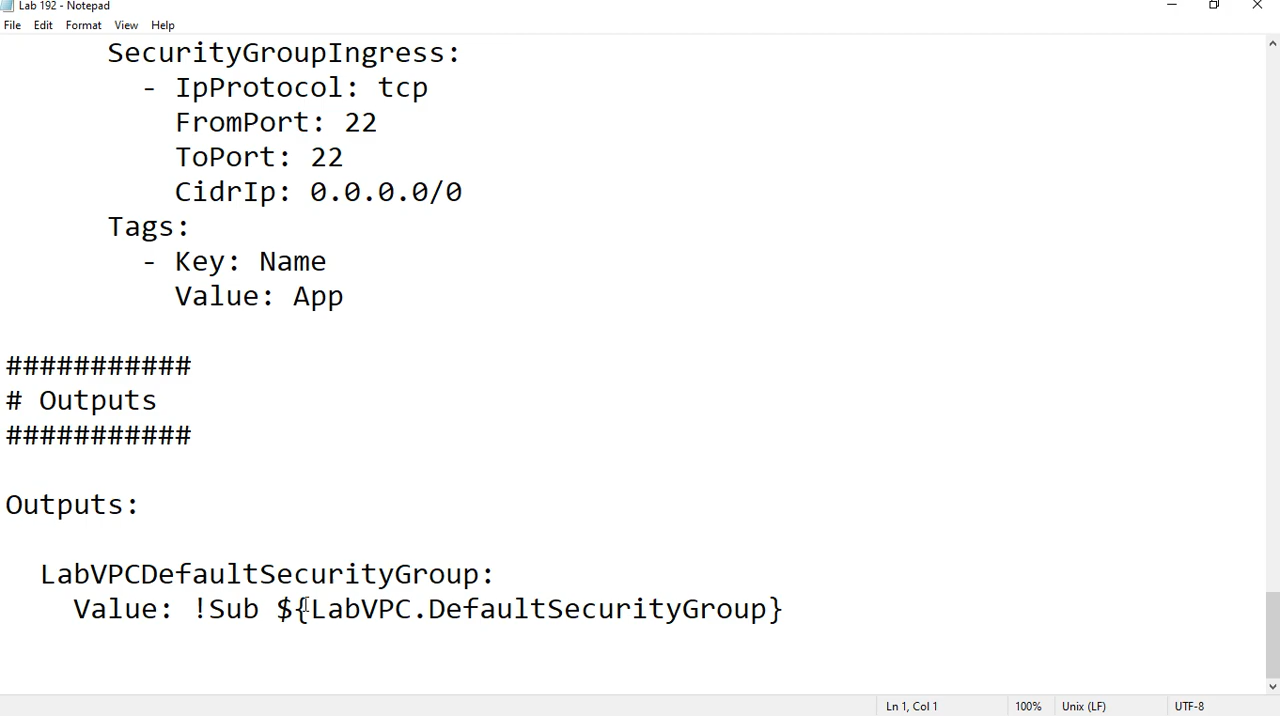 Lab 192 - Notepad
File Edit Format View Help
SecurityGroupIngress:
- IpProtocol: tcp
FromPort: 22
ToPort: 22
CidrIp: 0.0.0.0/0
Tags:
- Key: Name
Value: App
###########
# Outputs
###########
Outputs:
LabVPCDefaultSecurityGroup:
Value: !Sub ${LabVPC.DefaultSecurityGroup}
Ln 1, Col 1 100% Unix (LF) UTF-8